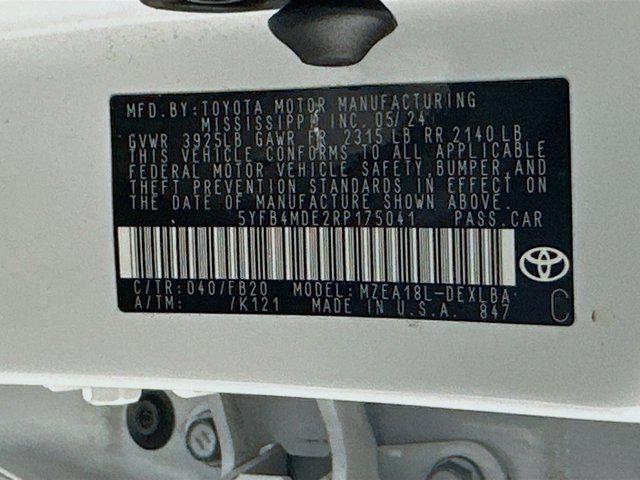 MFD. BY: TOYOTA MOTOR MANUFACTURING
MISSISSIPPI INC. 05/24
GVWR 3925LB GAWR FR 2315LB RR 2140LB
THIS VEHICLE CONFORMS TO ALL APPLICABLE
FEDERAL MOTOR VEHICLE SAFETY, BUMPER, AND
THEFT PREVENTION STANDARDS IN EFFECT ON
THE DATE OF MANUFACTURE SHOWN ABOVE.
5YFB4MDE2RP175041 PASS.CAR
C/TR: 040/FB20 MODEL: MZEA18L-DEXLBA
A/TM: /K121 MADE IN U.S.A. 847 C